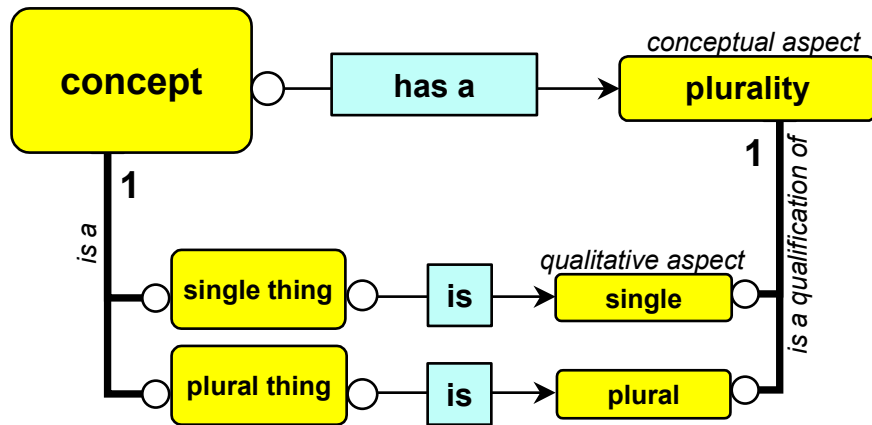 conceptual aspect
concept
has a
plurality
1
1
is a
is a qualification of
qualitative aspect
single thing
is
single
plural thing
is
plural